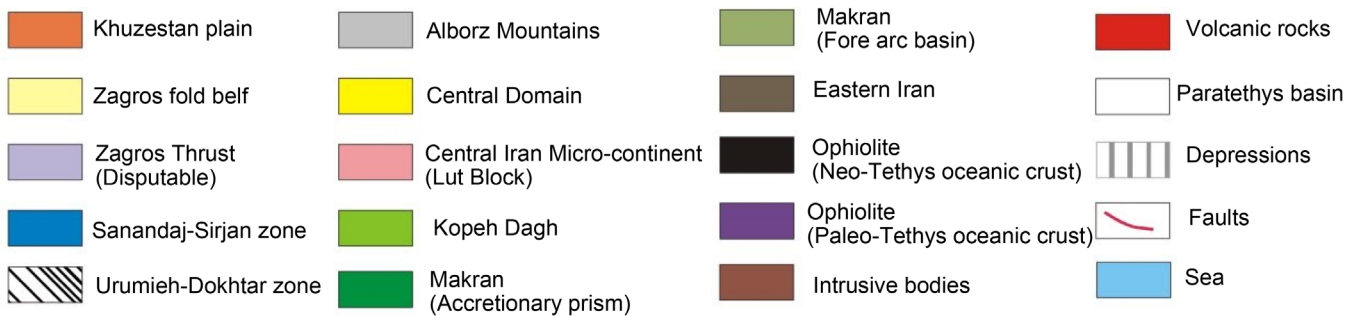 Khuzestan plain
Zagros fold belf
Zagros Thrust
(Disputable)
Sanandaj-Sirjan zone
Urumieh-Dokhtar zone
Alborz Mountains
Central Domain
Central Iran Micro-continent
(Lut Block)
Kopeh Dagh
Makran
(Accretionary prism)
Makran
(Fore arc basin)
Eastern Iran
Ophiolite
(Neo-Tethys oceanic crust)
Ophiolite
(Paleo-Tethys oceanic crust)
Intrusive bodies
Volcanic rocks
Paratethys basin
Depressions
Faults
Sea